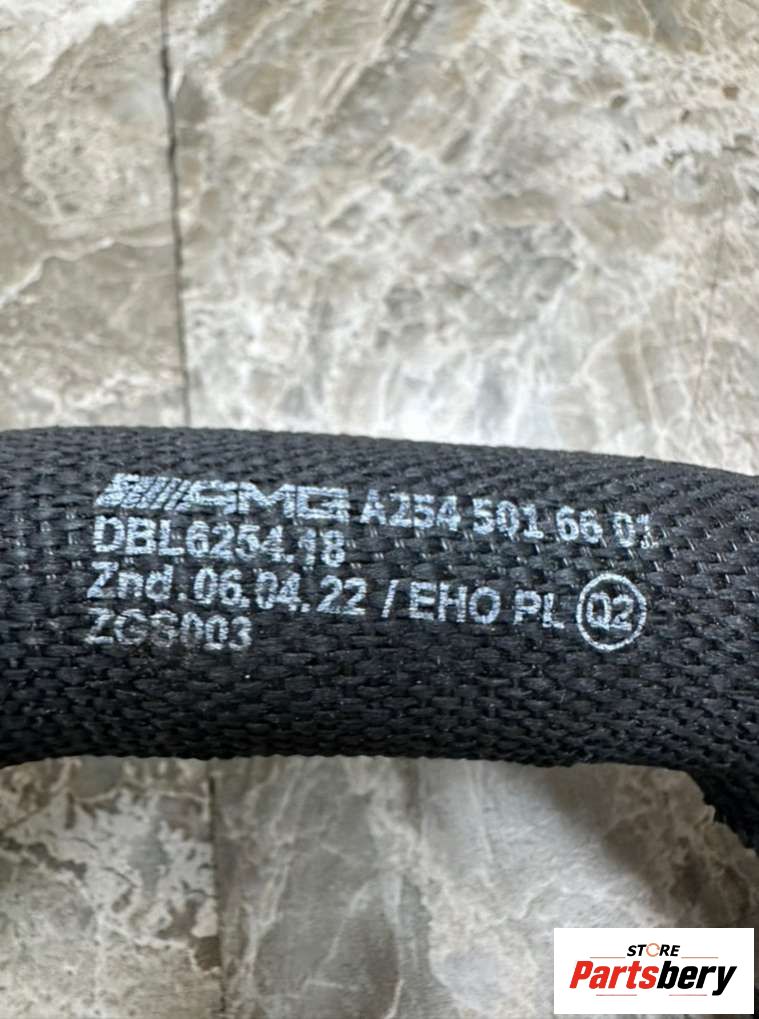 AMG A254 501 66 01
DBL6254.18
Znd. 06.04.22 / EHO PL Q2
ZGS003
STORE
Partsbery